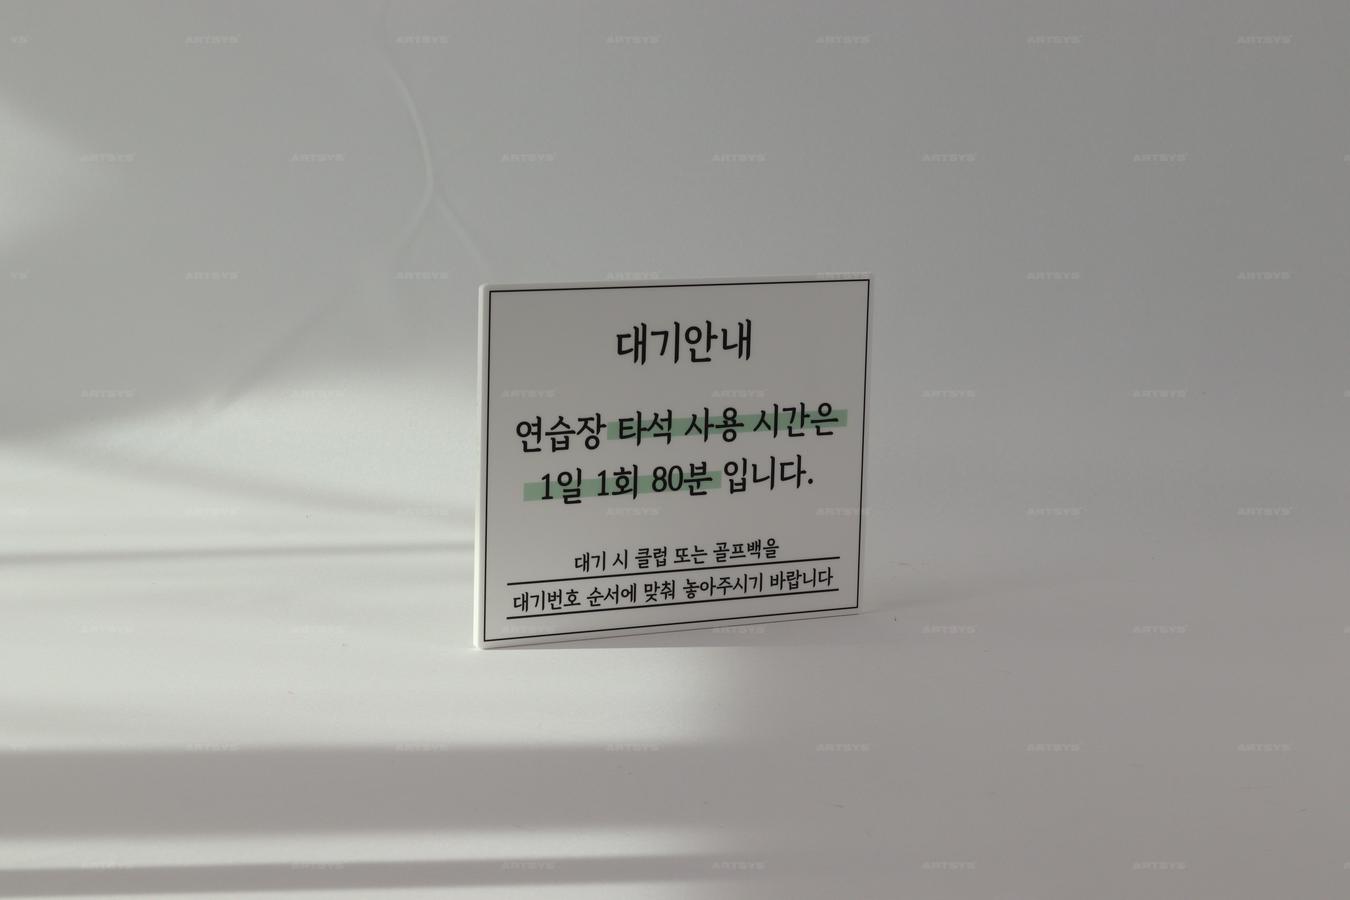 대기안내
연습장 타석 사용 시간은
1일 1회 80분 입니다.
대기 시 클럽 또는 골프백을
대기번호 순서에 맞춰 놓아주시기 바랍니다
ARTSYS